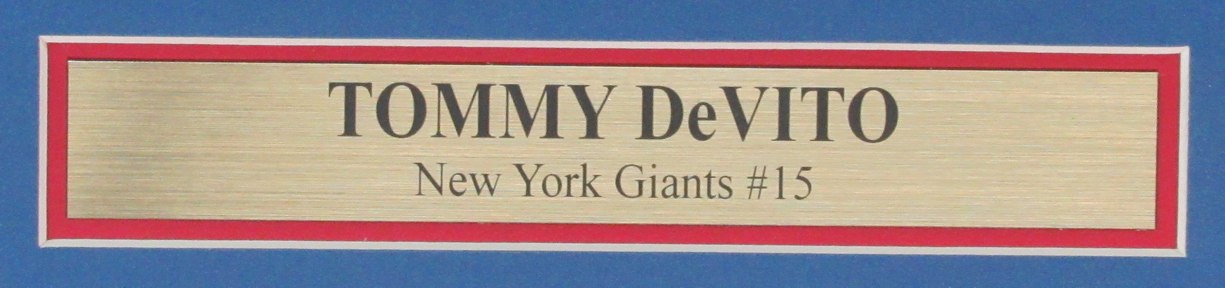 TOMMY DeVITO
New York Giants #15